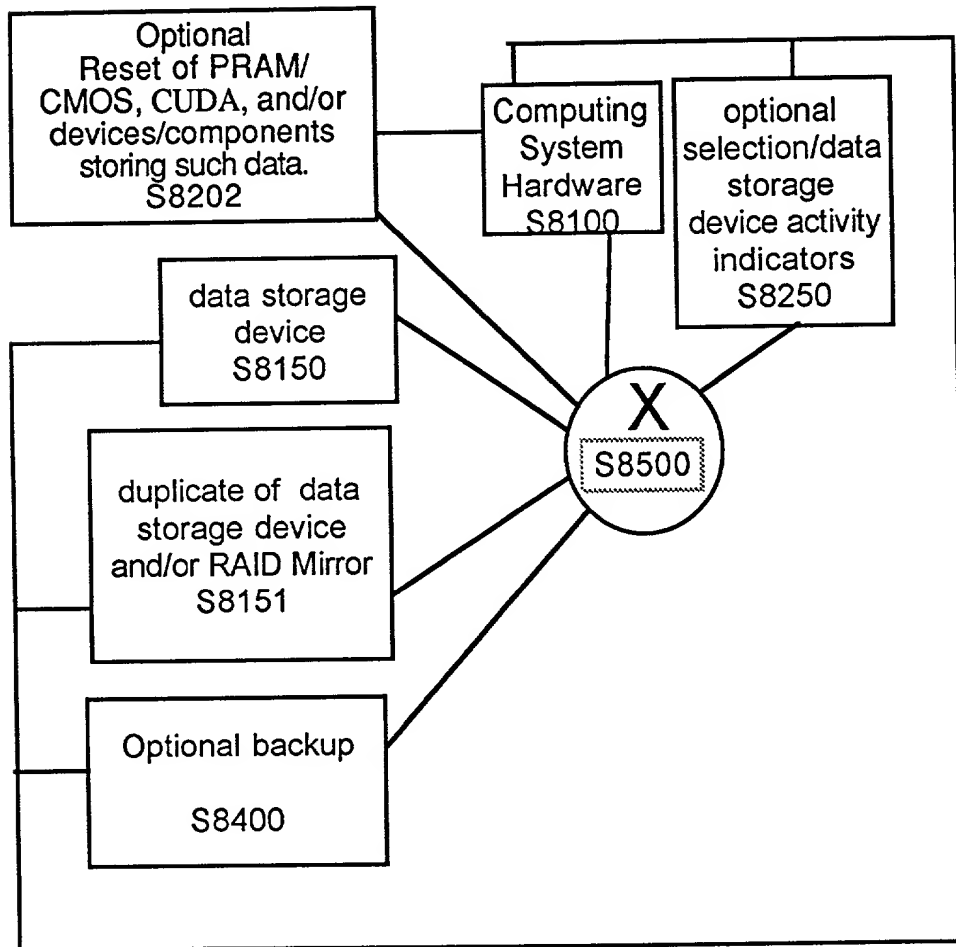 Optional
Reset of PRAM/
CMOS, CUDA, and/or
devices/components
storing such data.
S8202
Computing
System
Hardware
S8100
optional
selection/data
storage
device activity
indicators
S8250
data storage
device
S8150
X
S8500
duplicate of data
storage device
and/or RAID Mirror
S8151
Optional backup
S8400